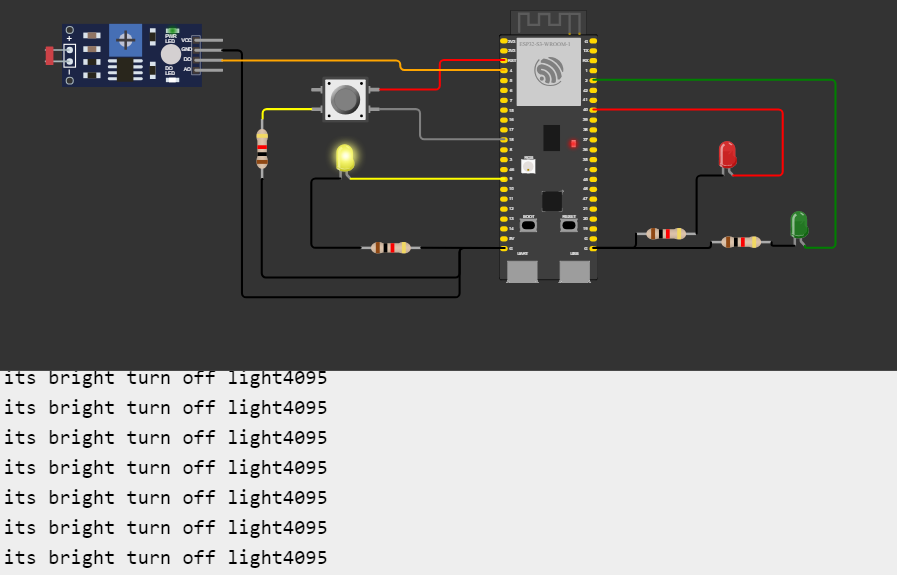 PWR
LED
VCC
GND
DO
AO
DO
LED
+
ESP32-S3-WROOM-1
RGB
BOOT
RESET
UART
USB
its bright turn off light4095
its bright turn off light4095
its bright turn off light4095
its bright turn off light4095
its bright turn off light4095
its bright turn off light4095
its bright turn off light4095